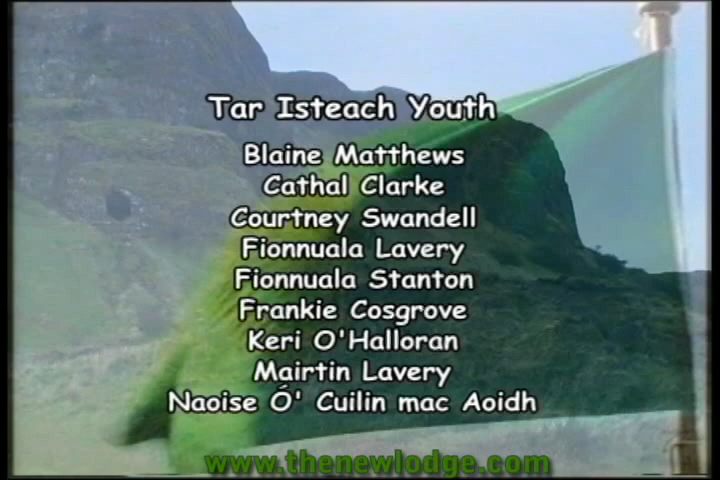 Tar Isteach Youth
Blaine Matthews
Cathal Clarke
Courtney Swandell
Fionnuala Lavery
Fionnuala Stanton
Frankie Cosgrove
Keri O'Halloran
Mairtin Lavery
Naoise Ó' Cuilin mac Aoidh
www.thenewlodge.com